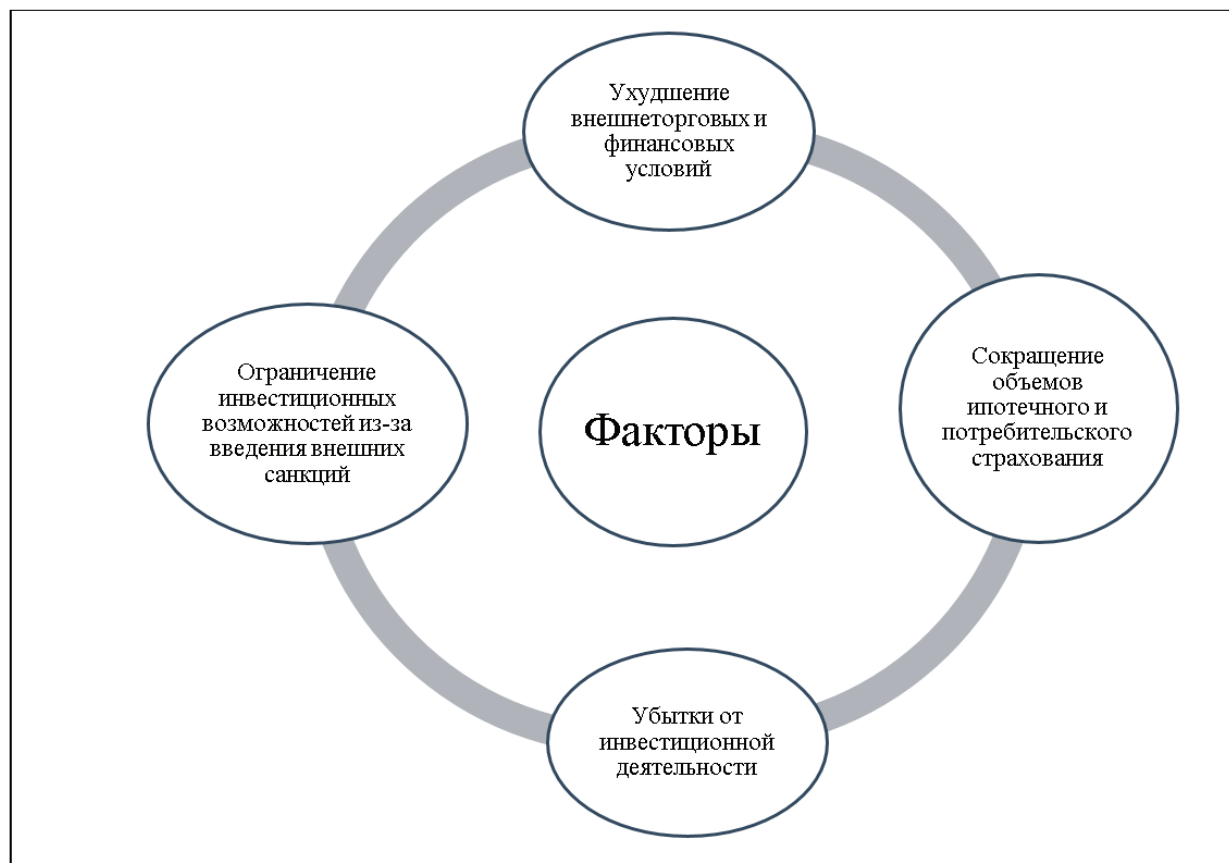 Ухудшение
внешнеторговых и
финансовых
условий
Ограничение
инвестиционных
возможностей из-за
введения внешних
санкций
Факторы
Сокращение
объемов
ипотечного и
потребительского
страхования
Убытки от
инвестиционной
деятельности